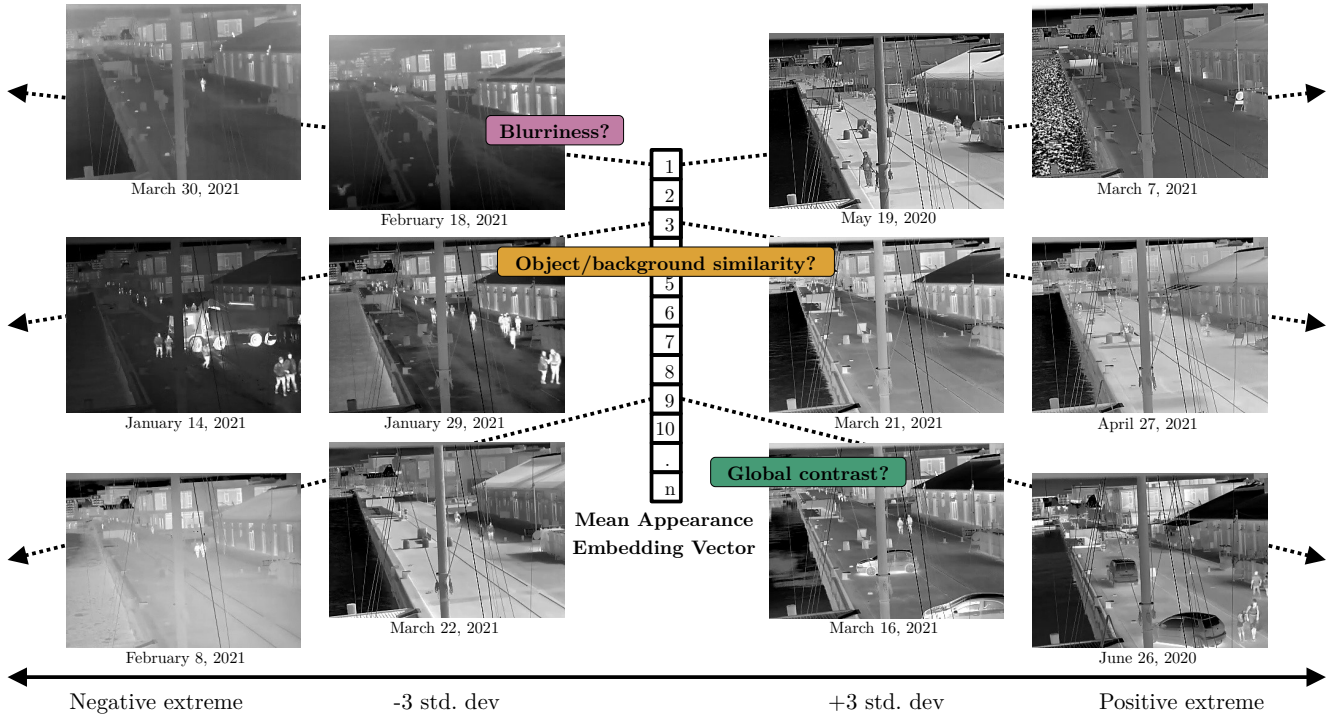 Blurriness?
March 30, 2021
February 18, 2021
May 19, 2020
March 7, 2021
1
2
3
Object/background similarity?
5
6
7
8
9
10
.
n
January 14, 2021
January 29, 2021
March 21, 2021
April 27, 2021
Global contrast?
Mean Appearance
Embedding Vector
February 8, 2021
March 22, 2021
March 16, 2021
June 26, 2020
Negative extreme
-3 std. dev
+3 std. dev
Positive extreme